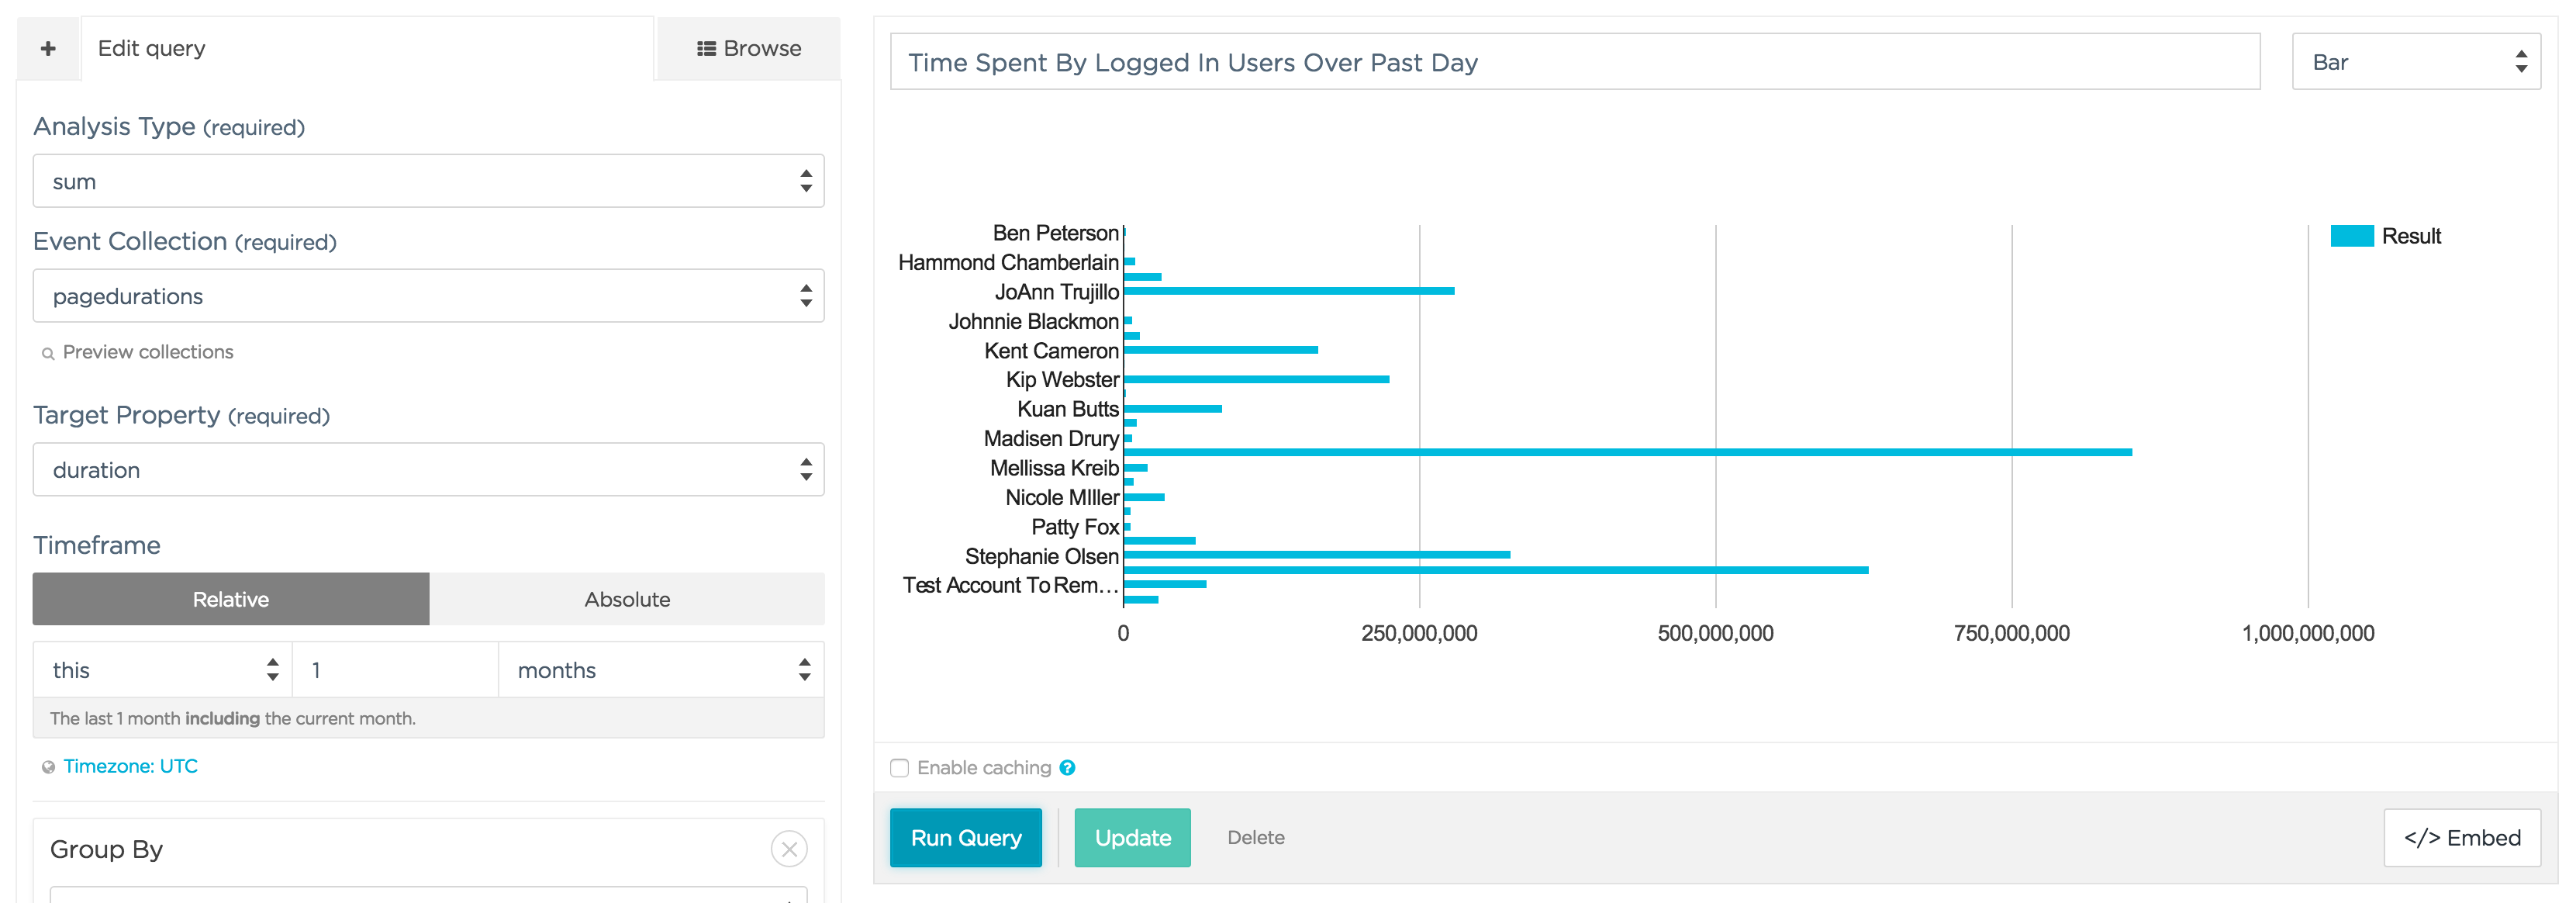 + Edit query Browse
Analysis Type (required)
sum
Event Collection (required)
pagedurations
Preview collections
Target Property (required)
duration
Timeframe
Relative Absolute
this 1 months
The last 1 month including the current month.
Timezone: UTC
Group By
Time Spent By Logged In Users Over Past Day Bar
Result
Ben Peterson
Hammond Chamberlain
JoAnn Trujillo
Johnnie Blackmon
Kent Cameron
Kip Webster
Kuan Butts
Madisen Drury
Mellissa Kreib
Nicole MIller
Patty Fox
Stephanie Olsen
Test Account To Rem...
0 250,000,000 500,000,000 750,000,000 1,000,000,000
Enable caching ?
Run Query Update Delete </> Embed